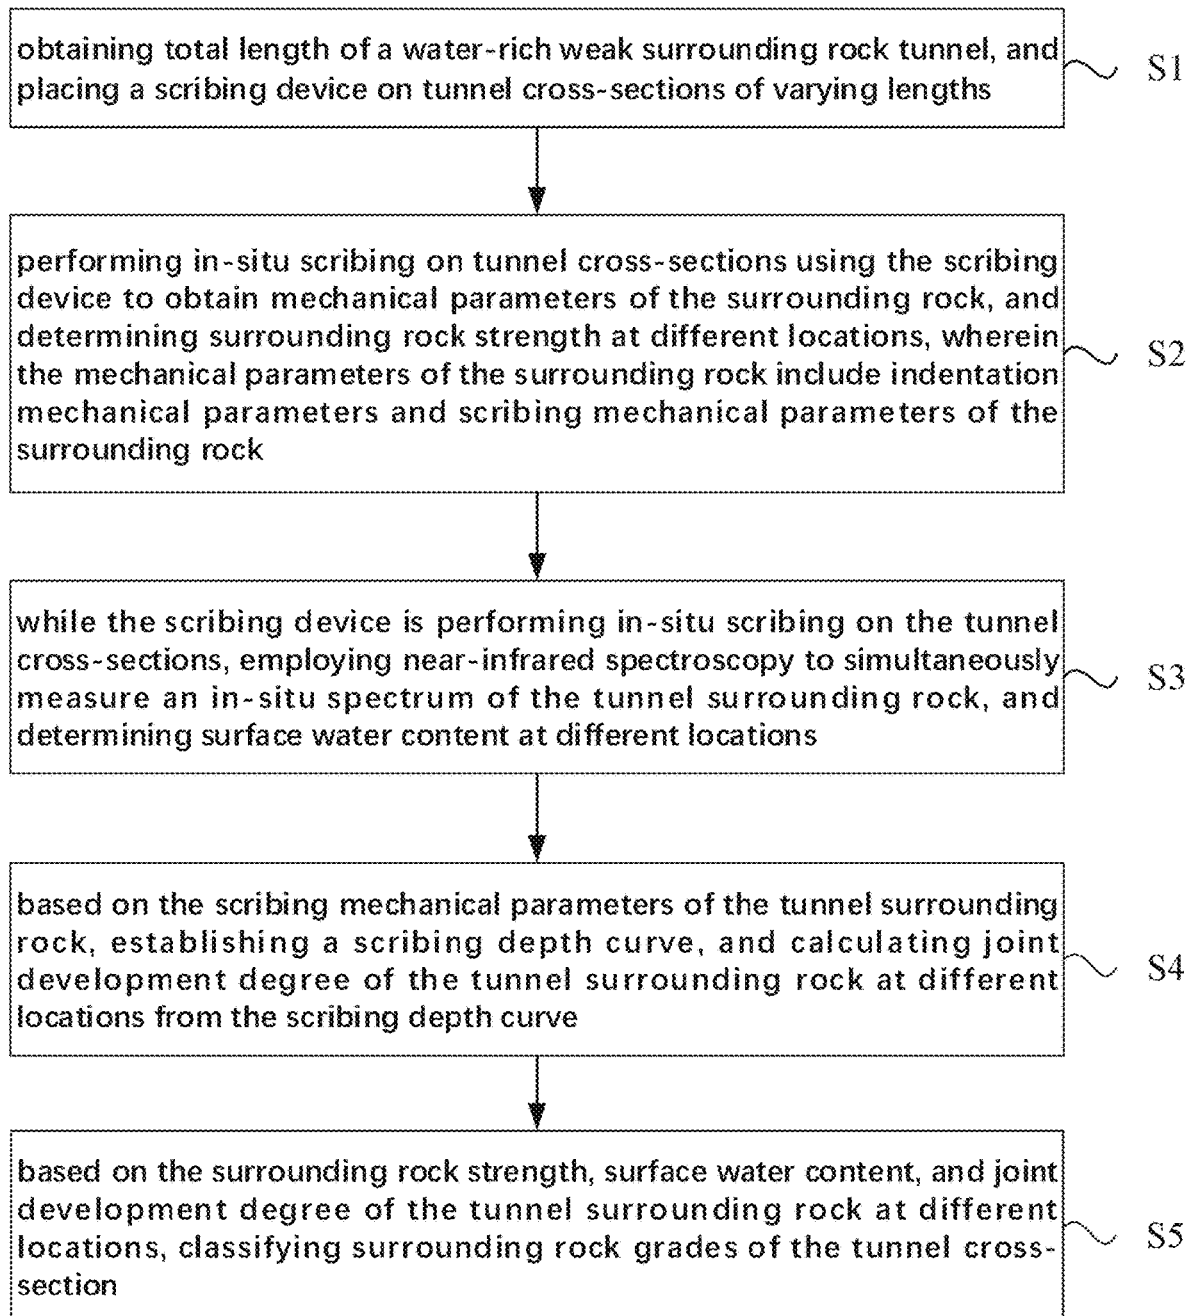 obtaining total length of a water-rich weak surrounding rock tunnel, and
placing a scribing device on tunnel cross-sections of varying lengths
S1
performing in-situ scribing on tunnel cross-sections using the scribing
device to obtain mechanical parameters of the surrounding rock, and
determining surrounding rock strength at different locations, wherein
the mechanical parameters of the surrounding rock include indentation
mechanical parameters and scribing mechanical parameters of the
surrounding rock
S2
while the scribing device is performing in-situ scribing on the tunnel
cross-sections, employing near-infrared spectroscopy to simultaneously
measure an in-situ spectrum of the tunnel surrounding rock, and
determining surface water content at different locations
S3
based on the scribing mechanical parameters of the tunnel surrounding
rock, establishing a scribing depth curve, and calculating joint
development degree of the tunnel surrounding rock at different
locations from the scribing depth curve
S4
based on the surrounding rock strength, surface water content, and joint
development degree of the tunnel surrounding rock at different
locations, classifying surrounding rock grades of the tunnel cross-
section
S5